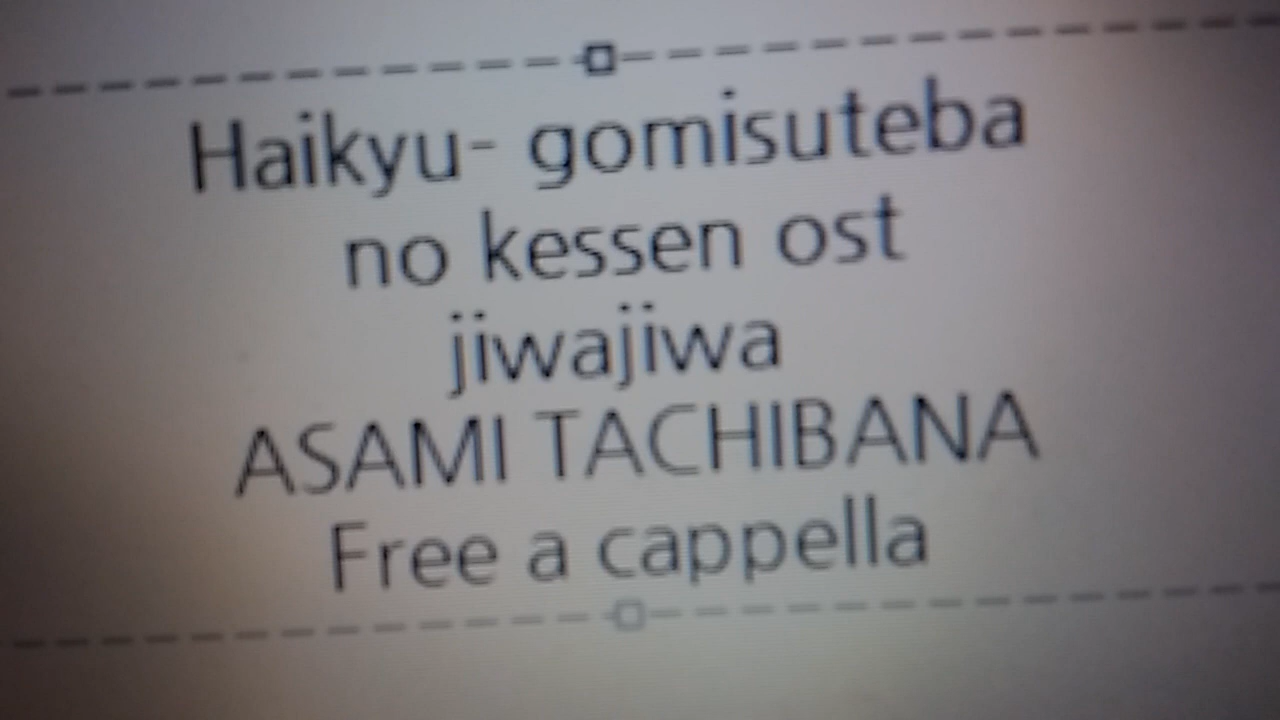 Haikyu- gomisuteba
no kessen ost
jiwajiwa
ASAMI TACHIBANA
Free a cappella